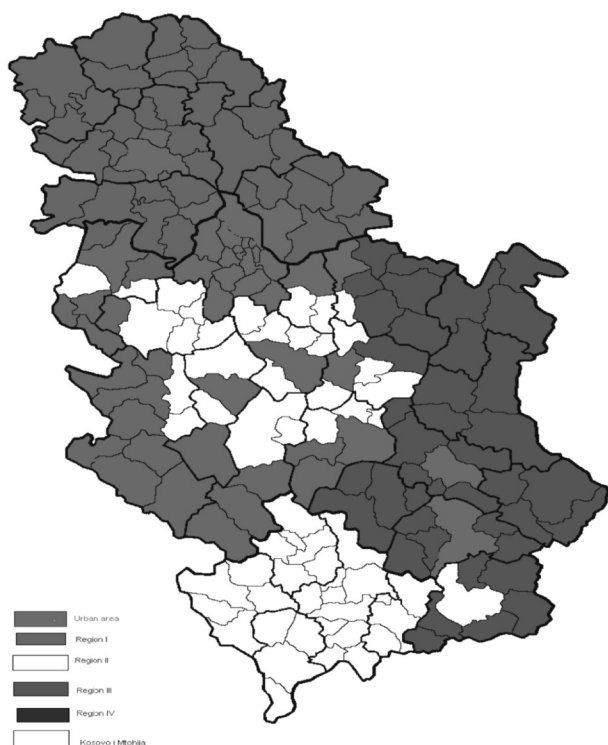 Urban area
Region I
Region II
Region III
Region IV
Kosovo i Mtohija